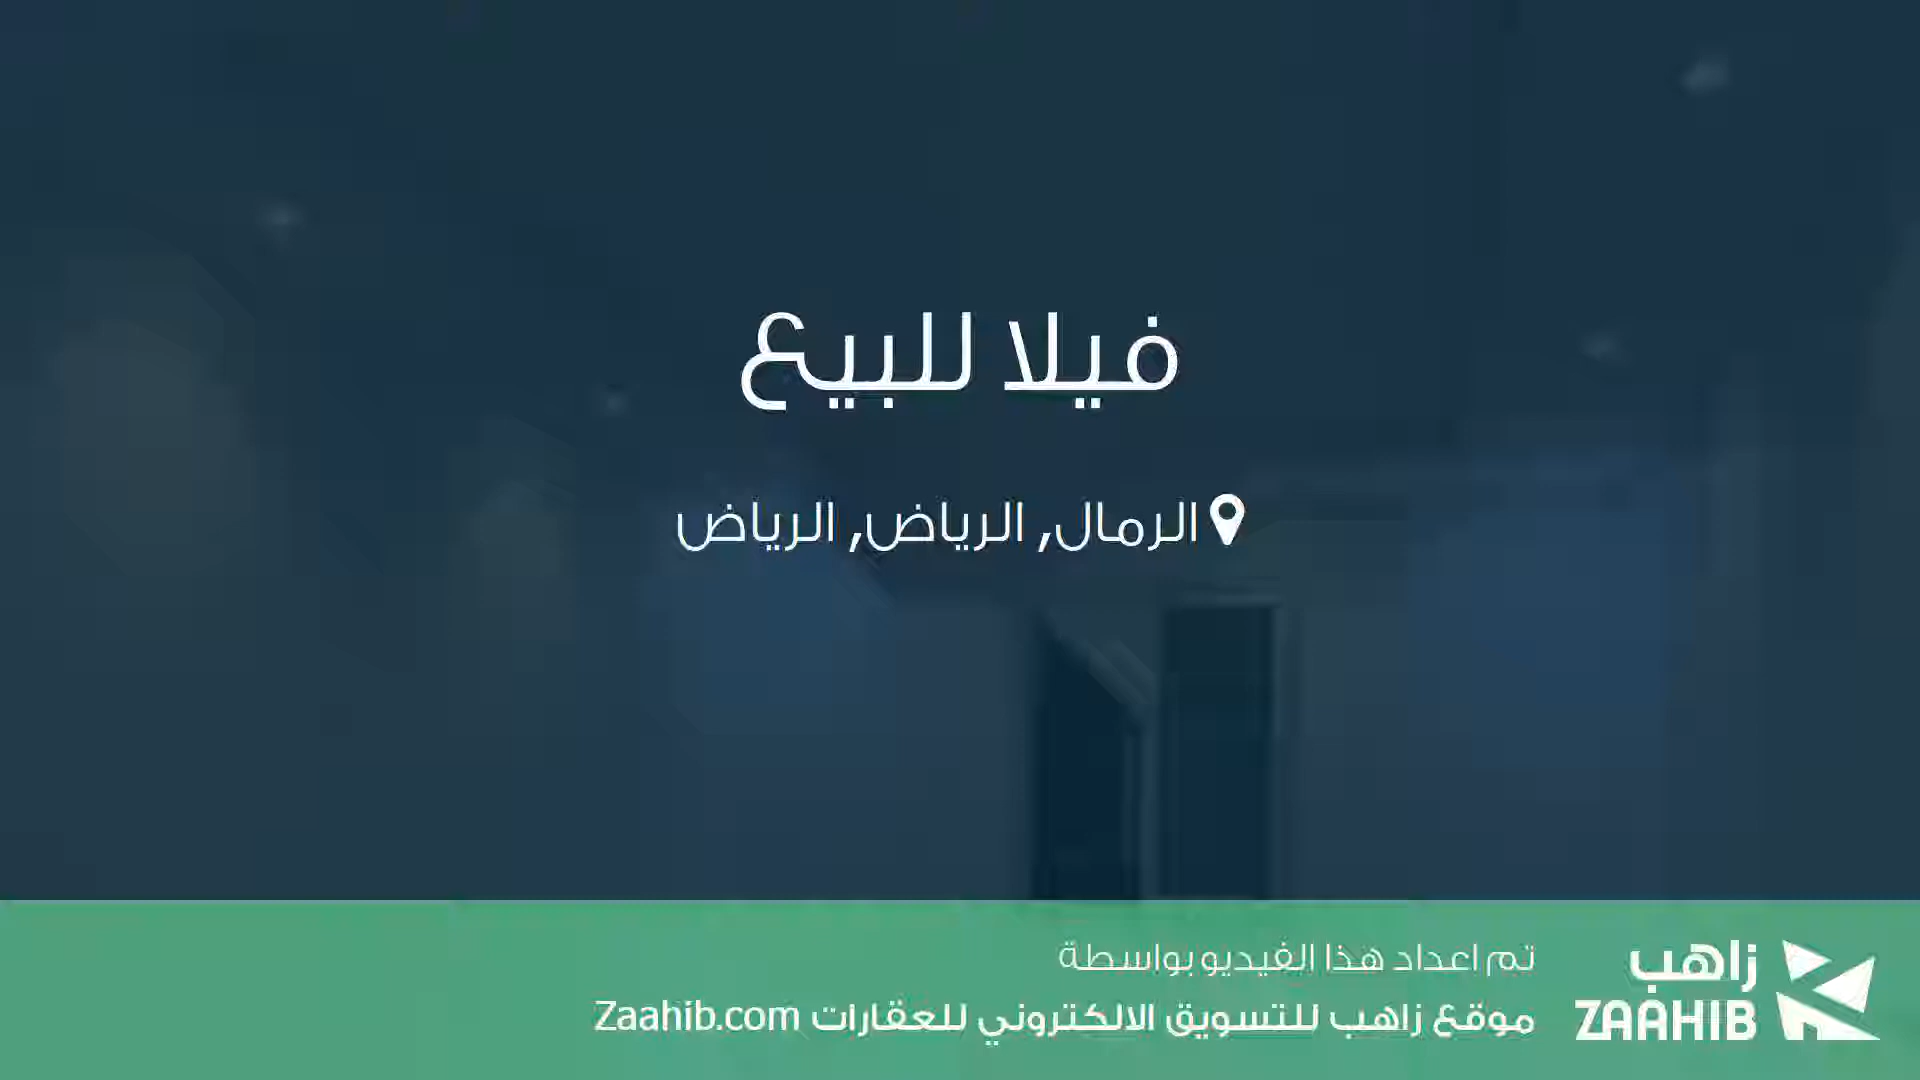 فيلا للبيع
الرمال, الرياض, الرياض
تم اعداد هذا الفيديو بواسطة
موقع زاهب للتسويق الالكتروني للعقارات Zaahib.com
زاهب
ZAAHIB